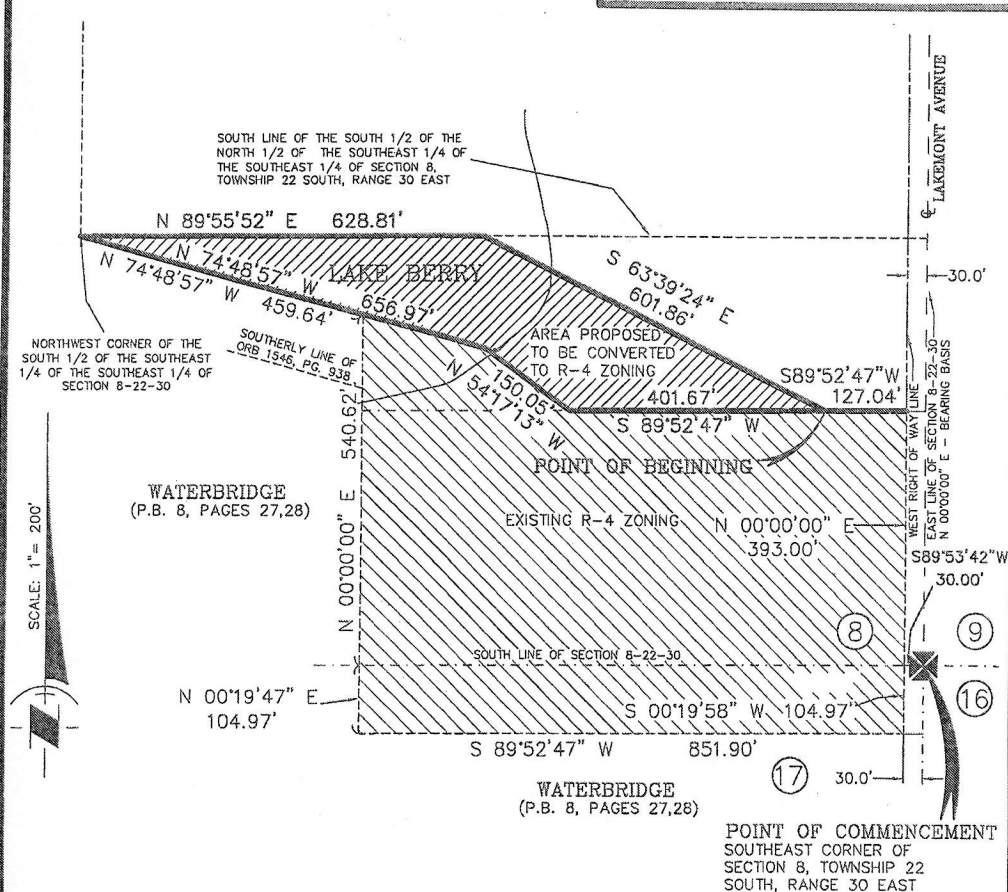 LAKEMONT AVENUE
SOUTH LINE OF THE SOUTH 1/2 OF THE
NORTH 1/2 OF THE SOUTHEAST 1/4 OF
THE SOUTHEAST 1/4 OF SECTION 8,
TOWNSHIP 22 SOUTH, RANGE 30 EAST
N 89°55'52" E 628.81'
N 74°48'57" W 656.97'
N 74°48'57" W 459.64'
LAKE BERRY
S 63°39'24" E
601.86'
30.0'
NORTHWEST CORNER OF THE
SOUTH 1/2 OF THE SOUTHEAST
1/4 OF THE SOUTHEAST 1/4 OF
SECTION 8-22-30
SOUTHERLY LINE OF
ORB 1546, PG. 938
AREA PROPOSED
TO BE CONVERTED
TO R-4 ZONING
S89°52'47"W
127.04'
150.05'
N 54°17'13" W
401.67'
S 89°52'47" W
POINT OF BEGINNING
WEST RIGHT OF WAY LINE
EAST LINE OF SECTION 8-22-30
N 00°00'00" E - BEARING BASIS
WATERBRIDGE
(P.B. 8, PAGES 27,28)
N 00°00'00" E 540.62'
EXISTING R-4 ZONING
N 00°00'00" E
393.00'
S89°53'42"W
30.00'
SCALE: 1"= 200'
8
9
SOUTH LINE OF SECTION 8-22-30
16
N 00°19'47" E
104.97'
S 00°19'58" W 104.97'
S 89°52'47" W 851.90'
17
30.0'
WATERBRIDGE
(P.B. 8, PAGES 27,28)
POINT OF COMMENCEMENT
SOUTHEAST CORNER OF
SECTION 8, TOWNSHIP 22
SOUTH, RANGE 30 EAST